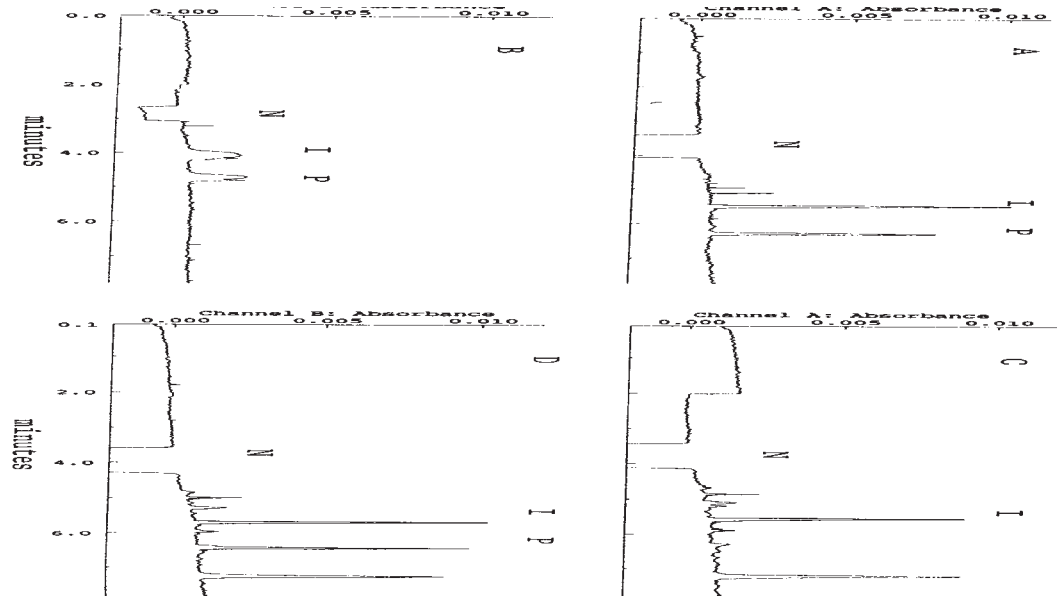 0.000 0.005 0.010
0.0
2.0
4.0
6.0
minutes
B
N
I
P
Channel A: Absorbance
0.000 0.005 0.010
A
N
I
P
Channel B: Absorbance
0.000 0.005 0.010
0.1
2.0
4.0
6.0
minutes
D
N
I
P
Channel A: Absorbance
0.000 0.005 0.010
C
N
I